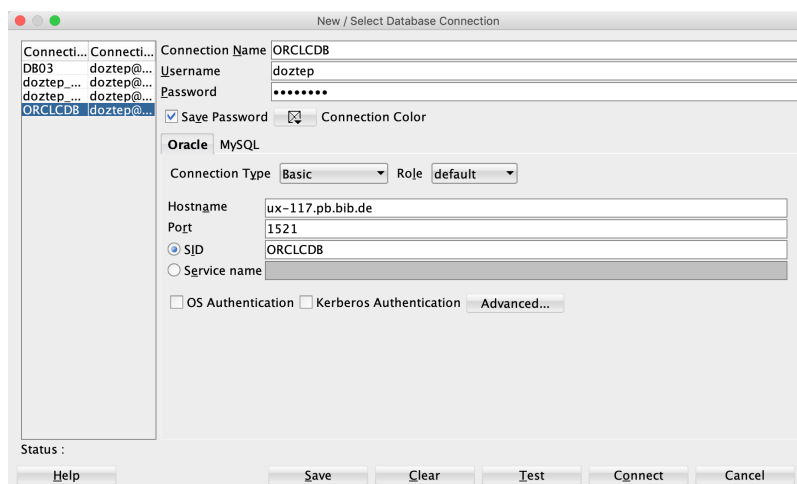 New / Select Database Connection
Connecti... Connecti...
DB03 doztep@...
doztep_... doztep@...
doztep_... doztep@...
ORCLCDB doztep@...
Connection Name ORCLCDB
Username doztep
Password ••••••••
Save Password Connection Color
Oracle MySQL
Connection Type Basic Role default
Hostname ux-117.pb.bib.de
Port 1521
SID ORCLCDB
Service name
OS Authentication Kerberos Authentication Advanced...
Status :
Help Save Clear Test Connect Cancel